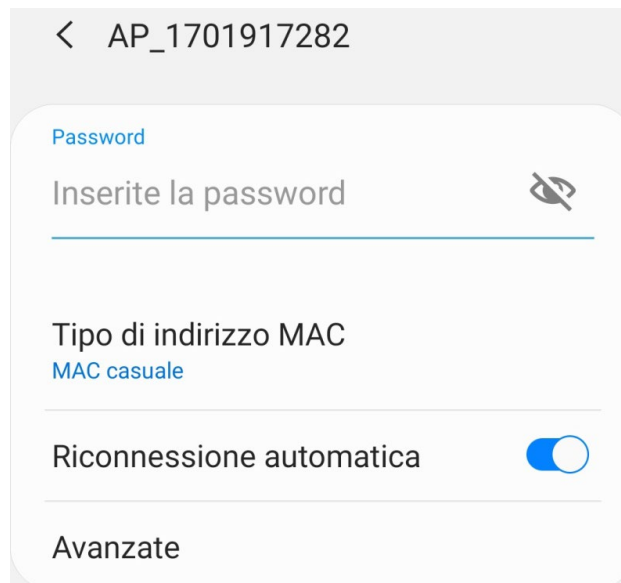 AP_1701917282
Password
Inserite la password
Tipo di indirizzo MAC
MAC casuale
Riconnessione automatica
Avanzate